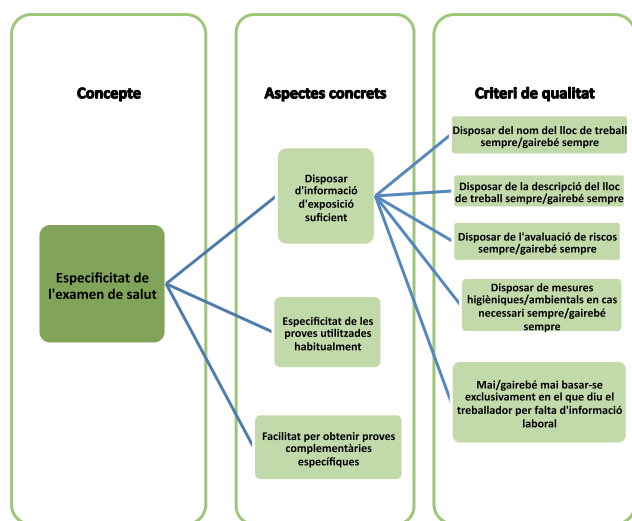 Concepte
Aspectes concrets
Criteri de qualitat
Especificitat de
l'examen de salut
Disposar
d'informació
d'exposició
suficient
Especificitat de les
proves utilitzades
habitualment
Facilitat per obtenir proves
complementàries
específiques
Disposar del nom del lloc de treball
sempre/gairebé sempre
Disposar de la descripció del lloc
de treball sempre/gairebé sempre
Disposar de l'avaluació de riscos
sempre/gairebé sempre
Disposar de mesures
higièniques/ambientals en cas
necessari sempre/gairebé
sempre
Mai/gairebé mai basar-se
exclusivament en el que diu el
treballador per falta d'informació
laboral